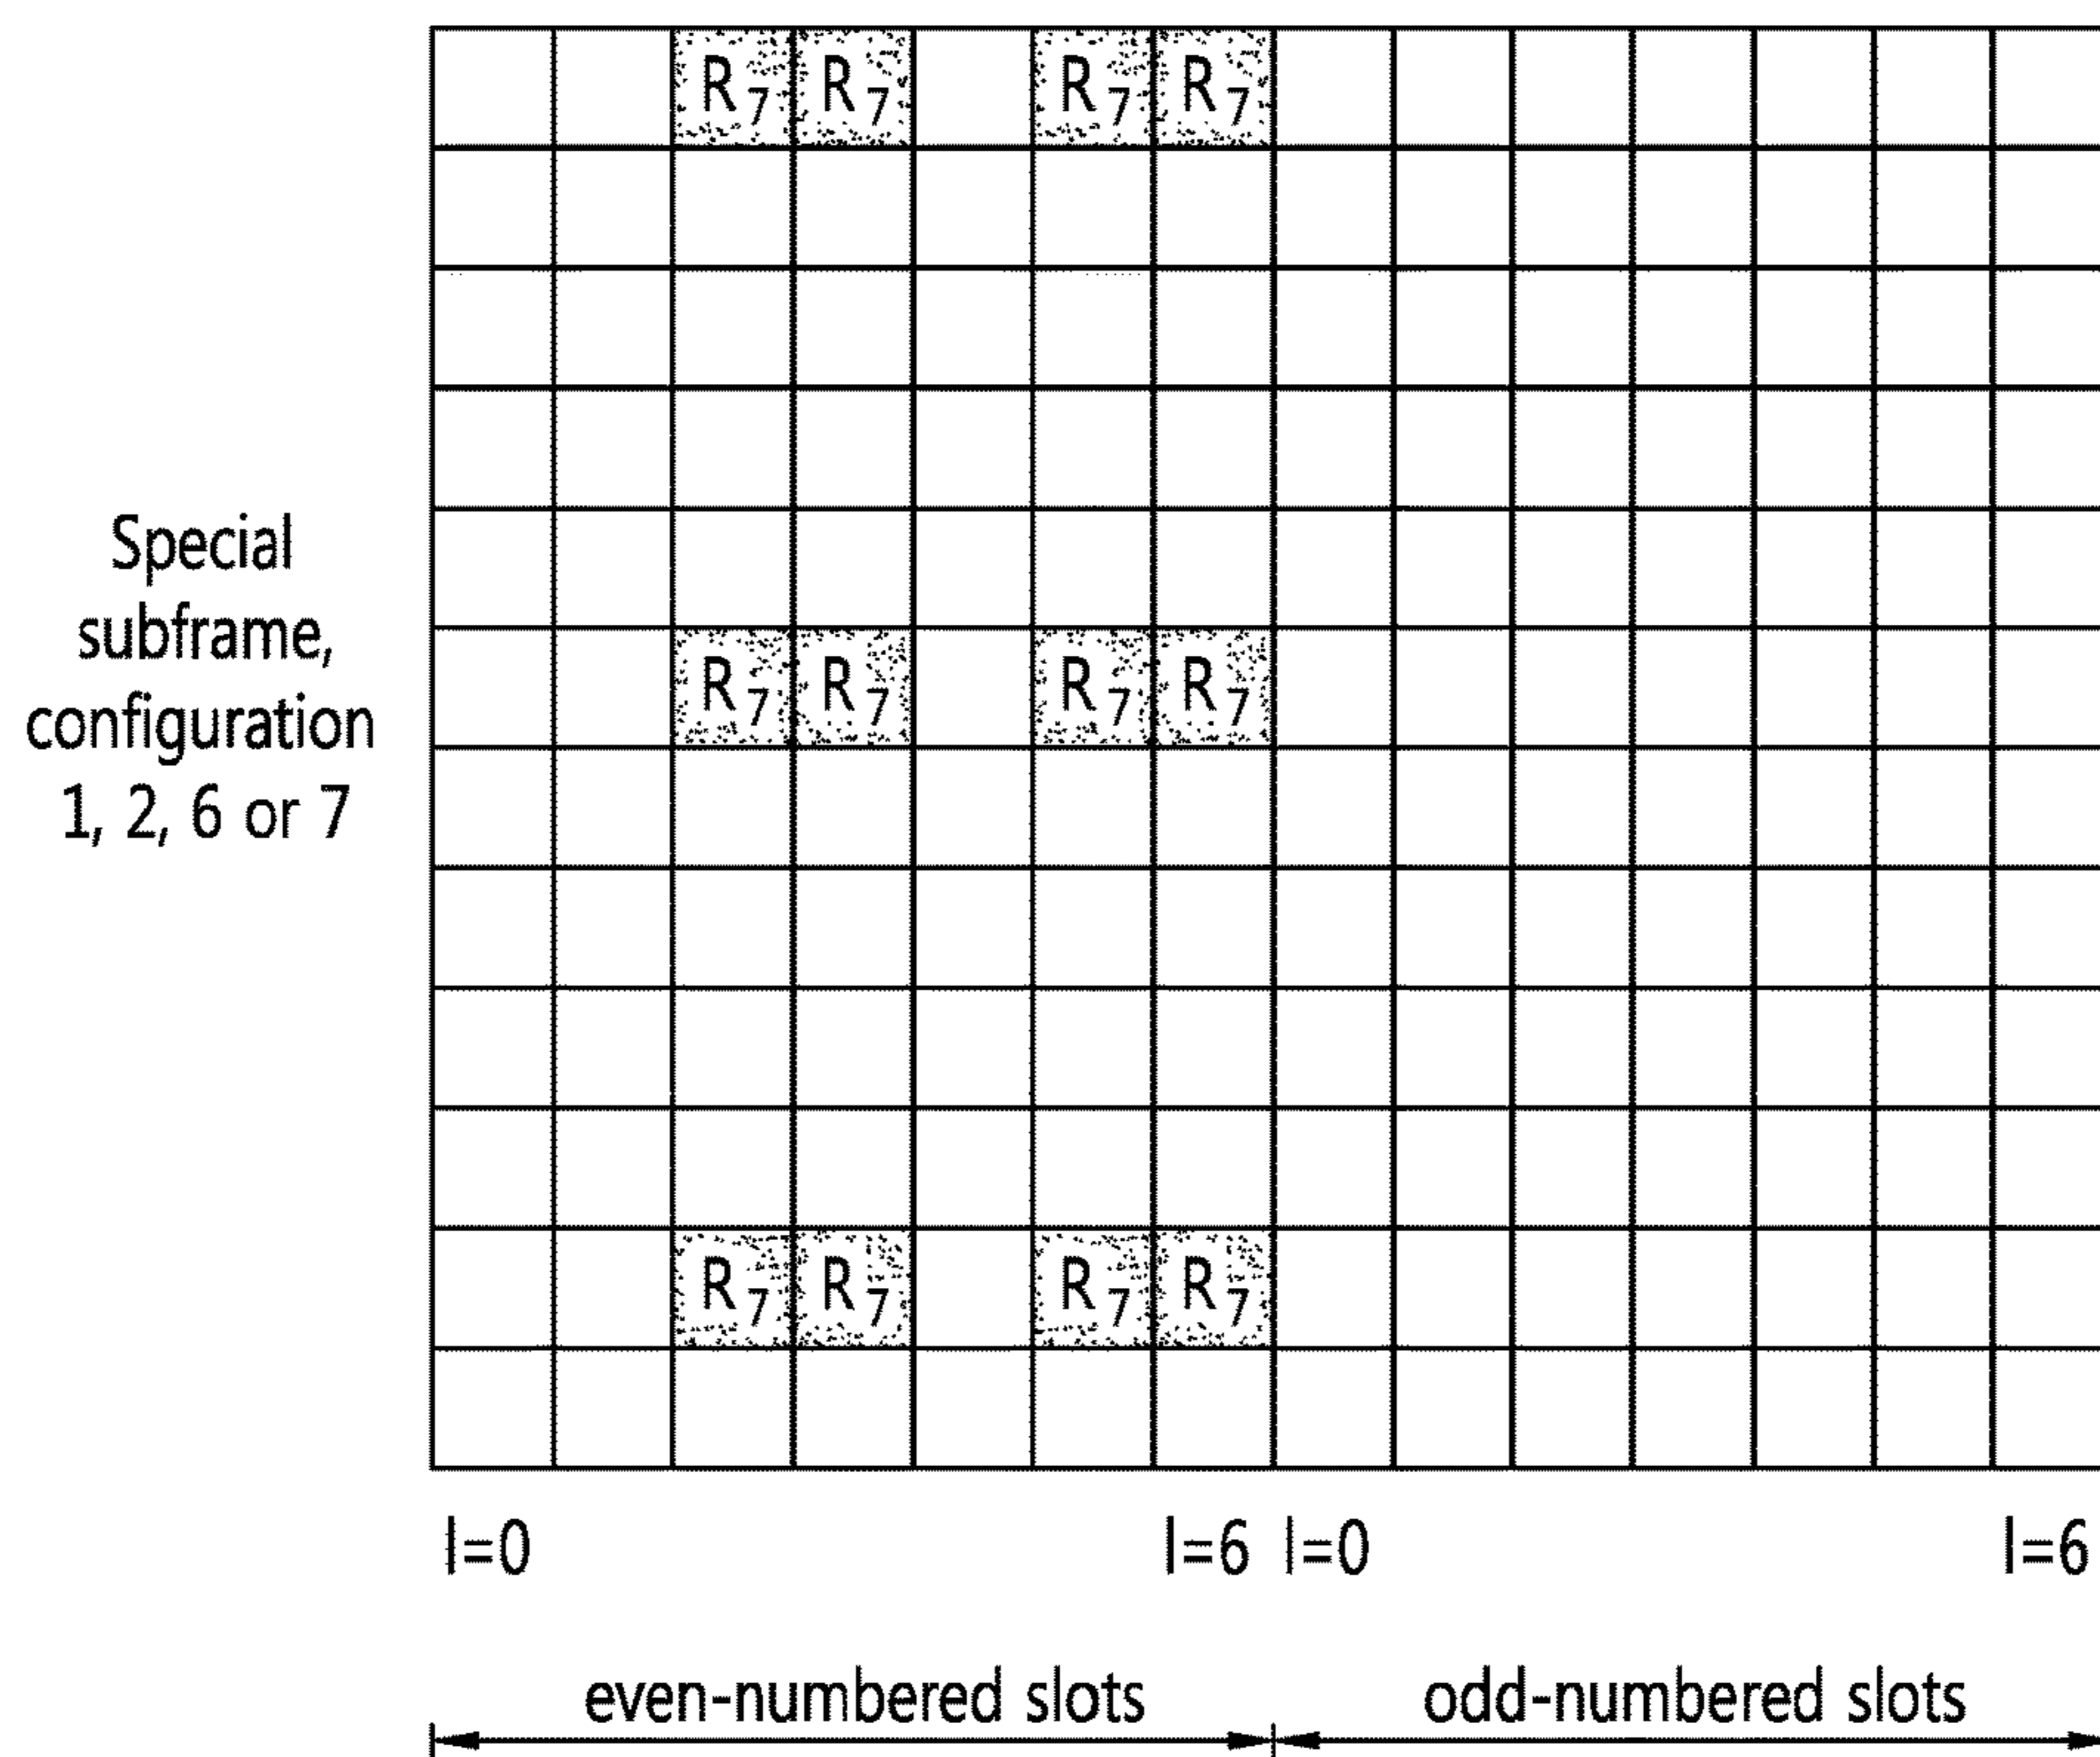 R7 R7 R7 R7
Special
subframe,
configuration
1, 2, 6 or 7
R7 R7 R7 R7
R7 R7 R7 R7
l=0 l=6 l=0 l=6
even-numbered slots odd-numbered slots